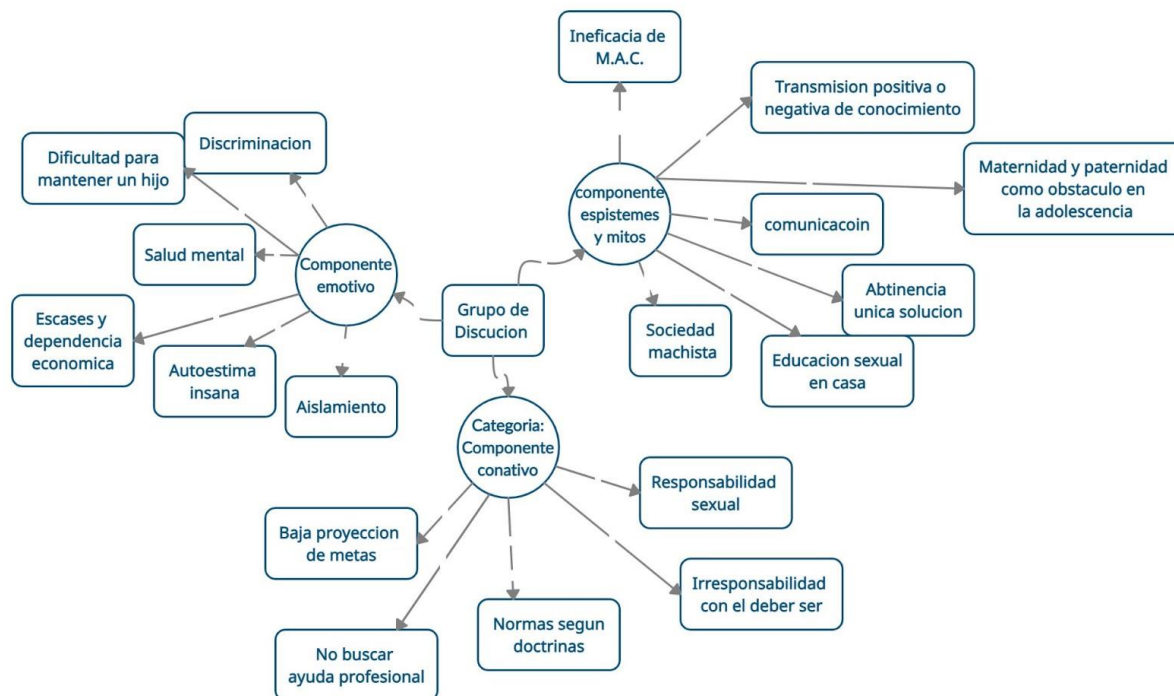 Ineficacia de
M.A.C.
Transmision positiva o
negativa de conocimiento
Discriminacion
Dificultad para
mantener un hijo
Maternidad y paternidad
como obstaculo en
la adolescencia
componente
espistemes
y mitos
comunicacoin
Salud mental
Componente
emotivo
Abtinencia
unica solucion
Escases y
dependencia
economica
Grupo de
Discucion
Sociedad
machista
Autoestima
insana
Educacion sexual
en casa
Aislamiento
Categoria:
Componente
conativo
Responsabilidad
sexual
Baja proyeccion
de metas
Irresponsabilidad
con el deber ser
Normas segun
doctrinas
No buscar
ayuda profesional